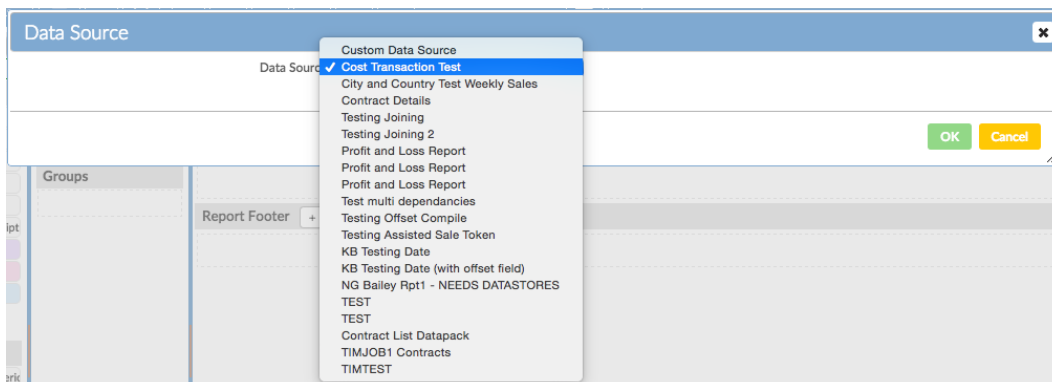 Data Source
Custom Data Source
Data Sourc ✓ Cost Transaction Test
City and Country Test Weekly Sales
Contract Details
Testing Joining
Testing Joining 2
Profit and Loss Report
Profit and Loss Report
Profit and Loss Report
Test multi dependancies
Testing Offset Compile
Testing Assisted Sale Token
KB Testing Date
KB Testing Date (with offset field)
NG Bailey Rpt1 - NEEDS DATASTORES
TEST
TEST
Contract List Datapack
TIMJOB1 Contracts
TIMTEST
OK Cancel
Groups
Report Footer +
ipt